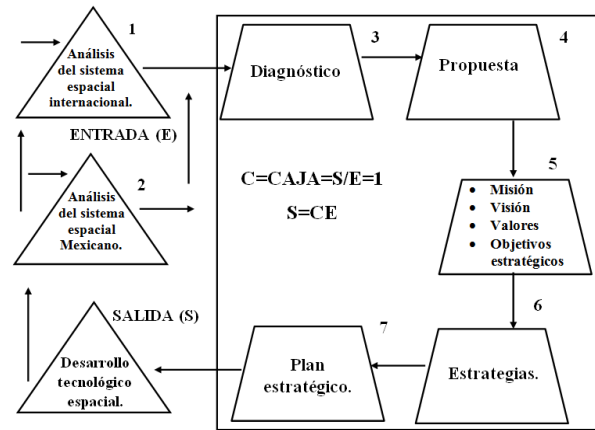 1
Análisis
del sistema
espacial
internacional.
3
Diagnóstico
4
Propuesta
ENTRADA (E)
2
Análisis
del sistema
espacial
Mexicano.
C=CAJA=S/E=1
S=CE
5
• Misión
• Visión
• Valores
• Objetivos
estratégicos
6
Estrategias.
7
Plan
estratégico.
SALIDA (S)
Desarrollo
tecnológico
espacial.